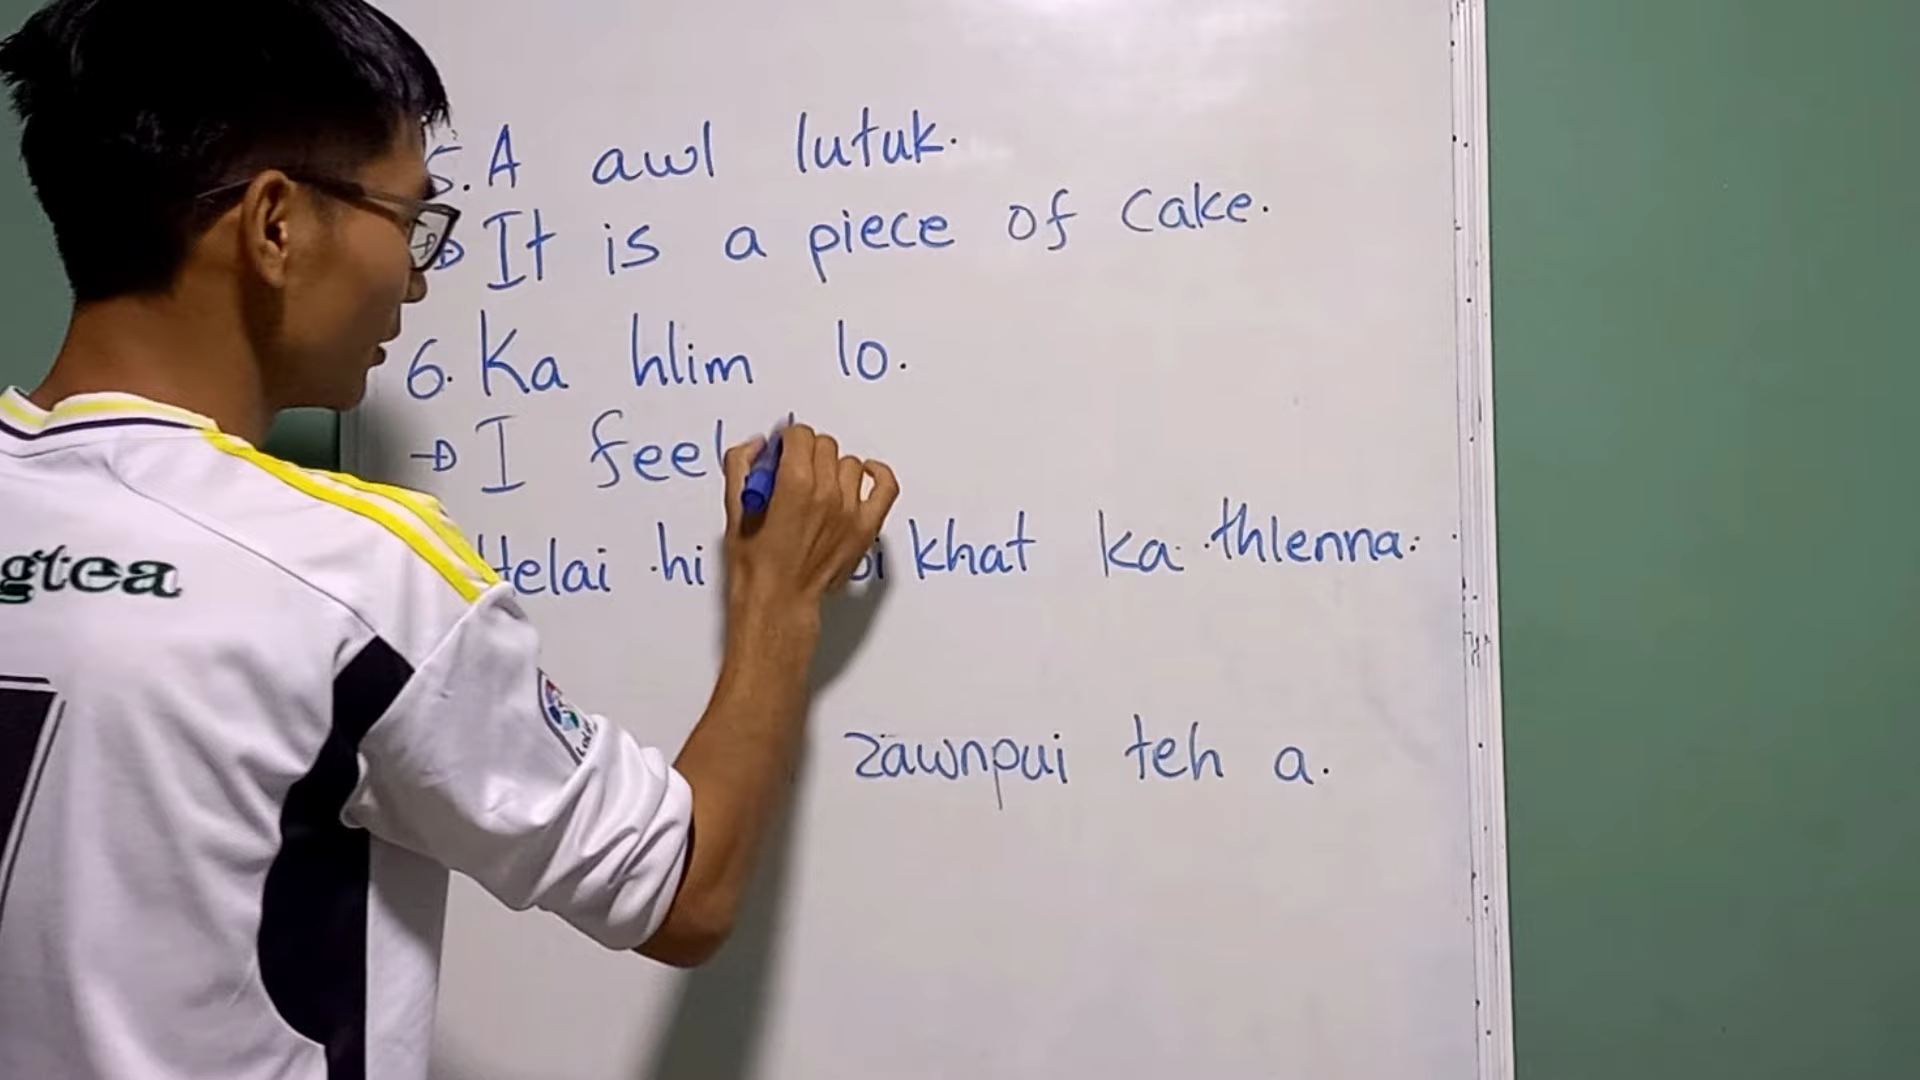 5. A awl lutuk.
It is a piece of cake.
6. Ka hlim lo.
I feel
Helai hi khat ka thlenna.
zawnpui teh a.
gtea